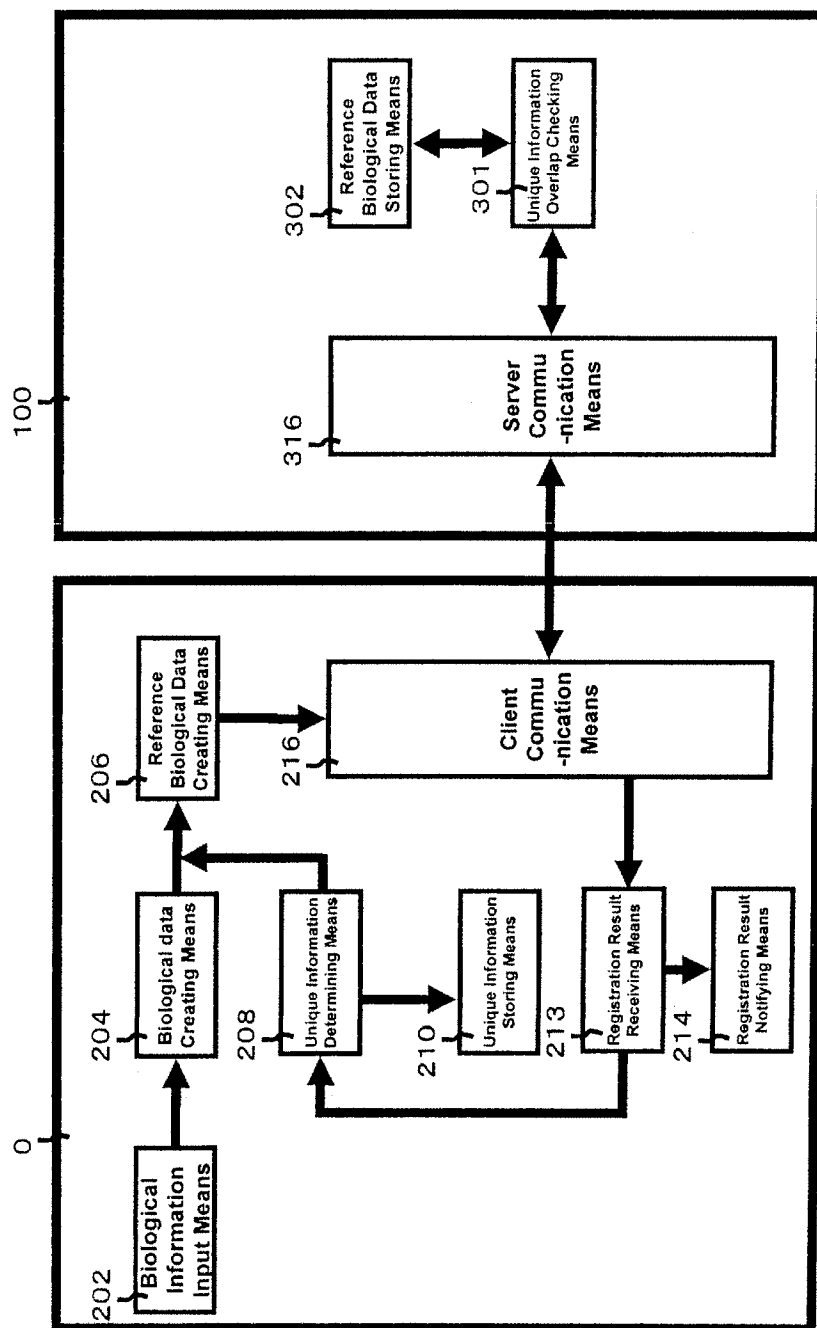 0
202
Biological
Information
Input Means
204
Biological data
Creating Means
206
Reference
Biological Data
Creating Means
208
Unique Information
Determining Means
210
Unique Information
Storing Means
213
Registration Result
Receiving Means
214
Registration Result
Notifying Means
216
Client
Commu
-nication
Means
100
316
Server
Commu
-nication
Means
302
Reference
Biological Data
Storing Means
301
Unique Information
Overlap Checking
Means